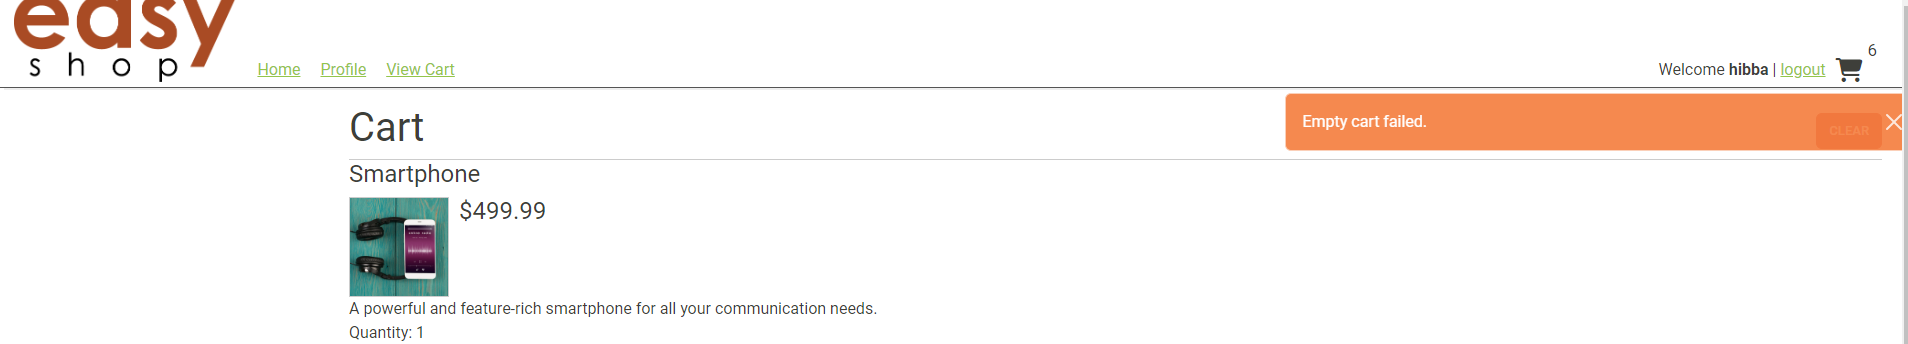 easy
shop
Home Profile View Cart
Welcome hibba | logout
6
Cart
Empty cart failed.
CLEAR
Smartphone
$499.99
A powerful and feature-rich smartphone for all your communication needs.
Quantity: 1